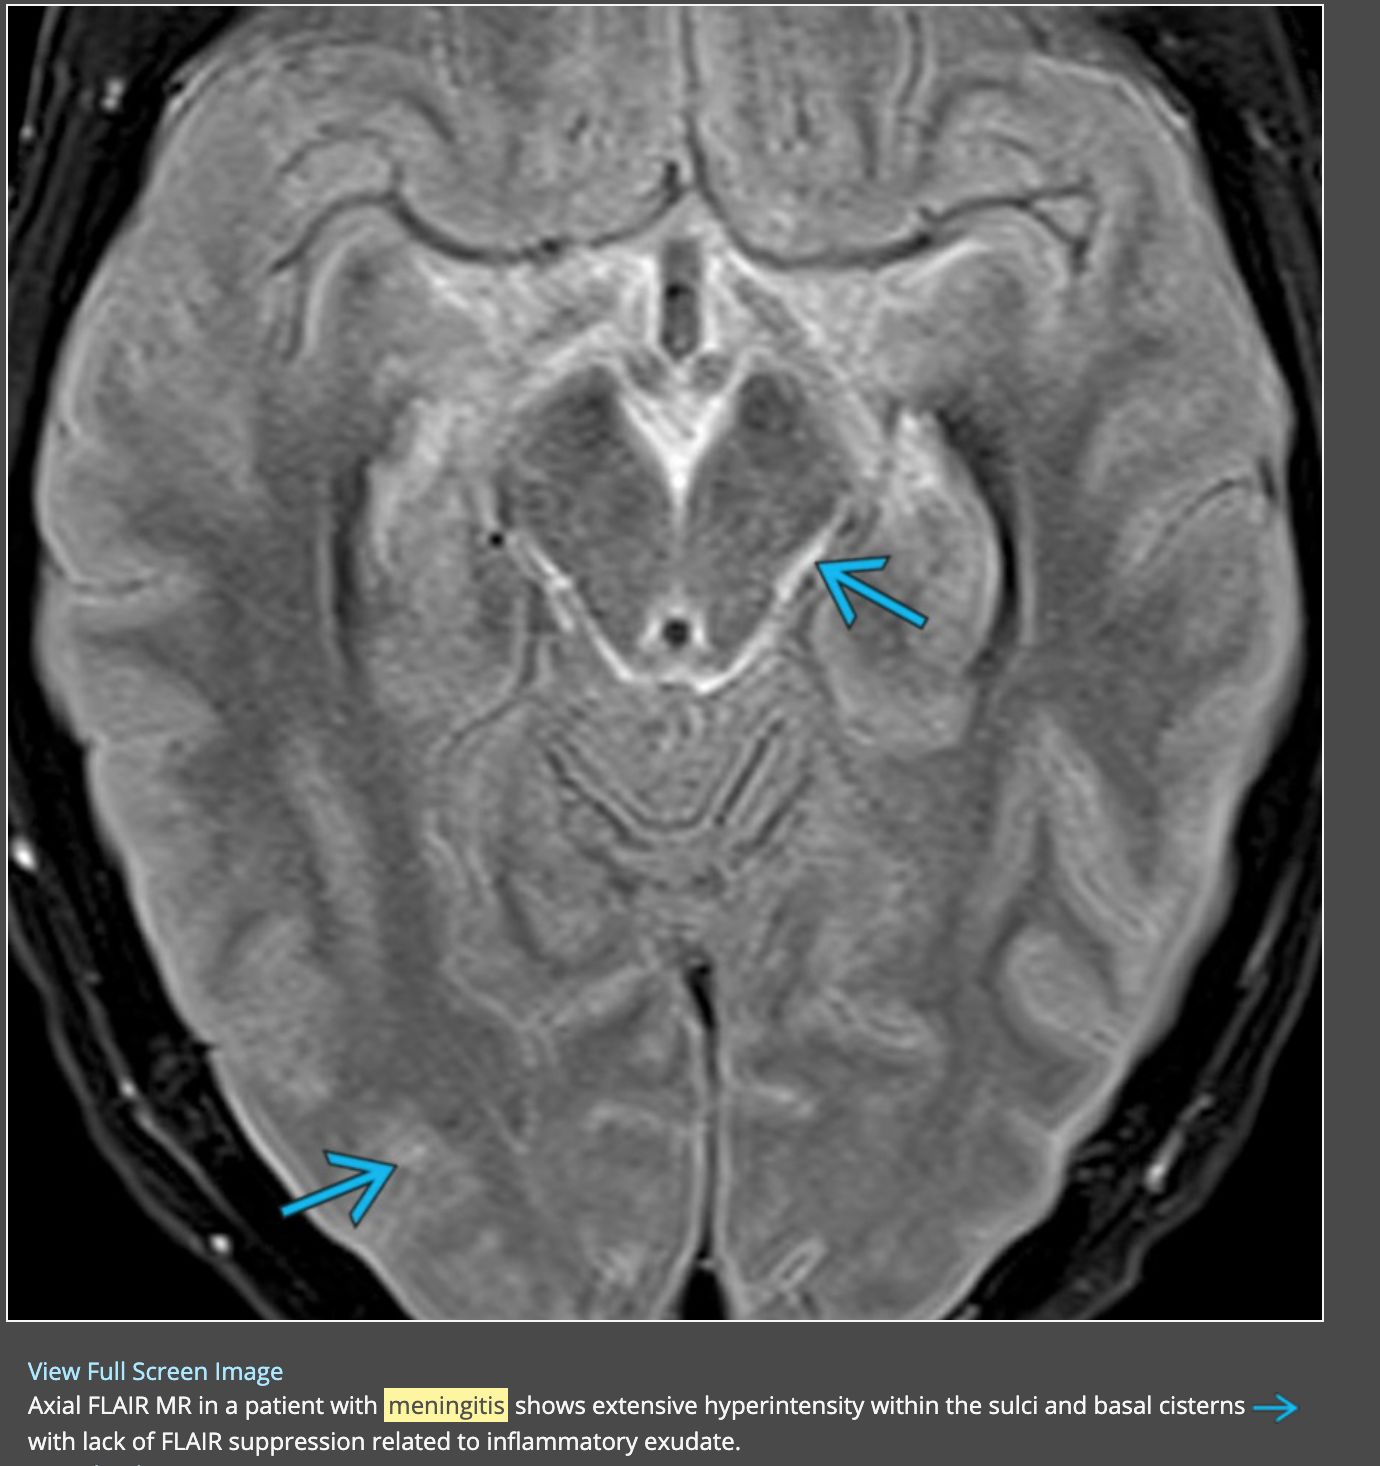 View Full Screen Image
Axial FLAIR MR in a patient with meningitis shows extensive hyperintensity within the sulci and basal cisterns
with lack of FLAIR suppression related to inflammatory exudate.